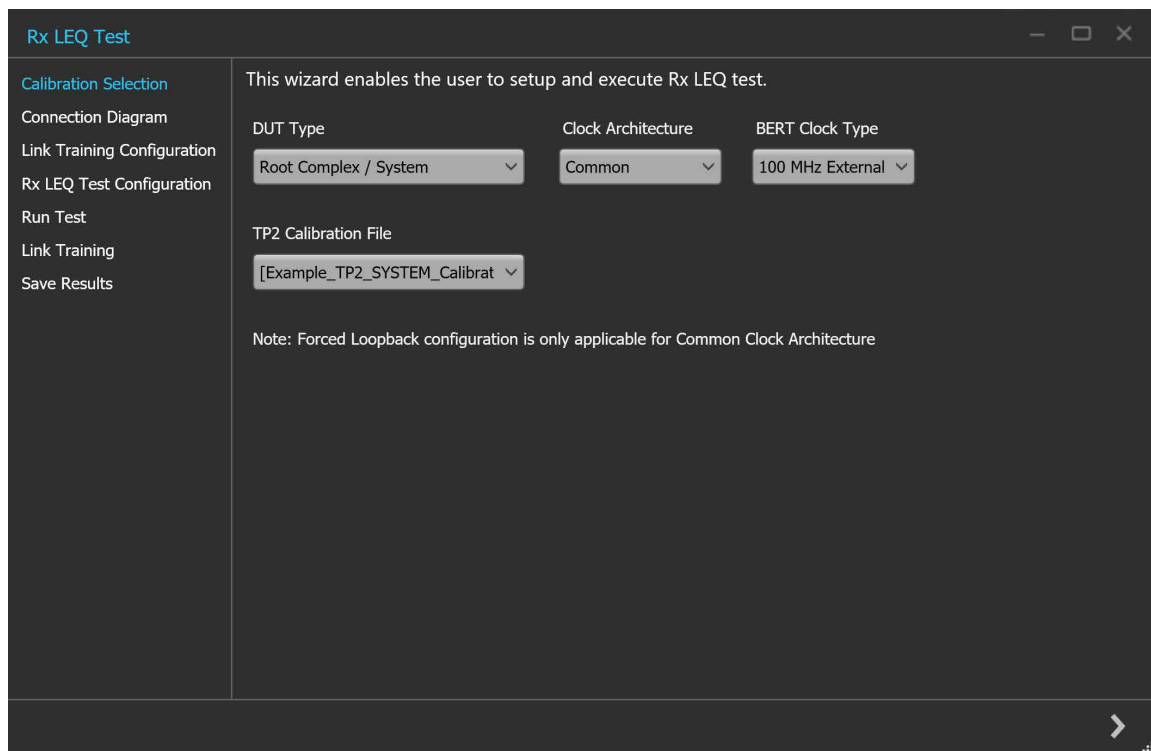 Rx LEQ Test
Calibration Selection
Connection Diagram
Link Training Configuration
Rx LEQ Test Configuration
Run Test
Link Training
Save Results
This wizard enables the user to setup and execute Rx LEQ test.
DUT Type
Clock Architecture
BERT Clock Type
Root Complex / System
Common
100 MHz External
TP2 Calibration File
[Example_TP2_SYSTEM_Calibrat
Note: Forced Loopback configuration is only applicable for Common Clock Architecture